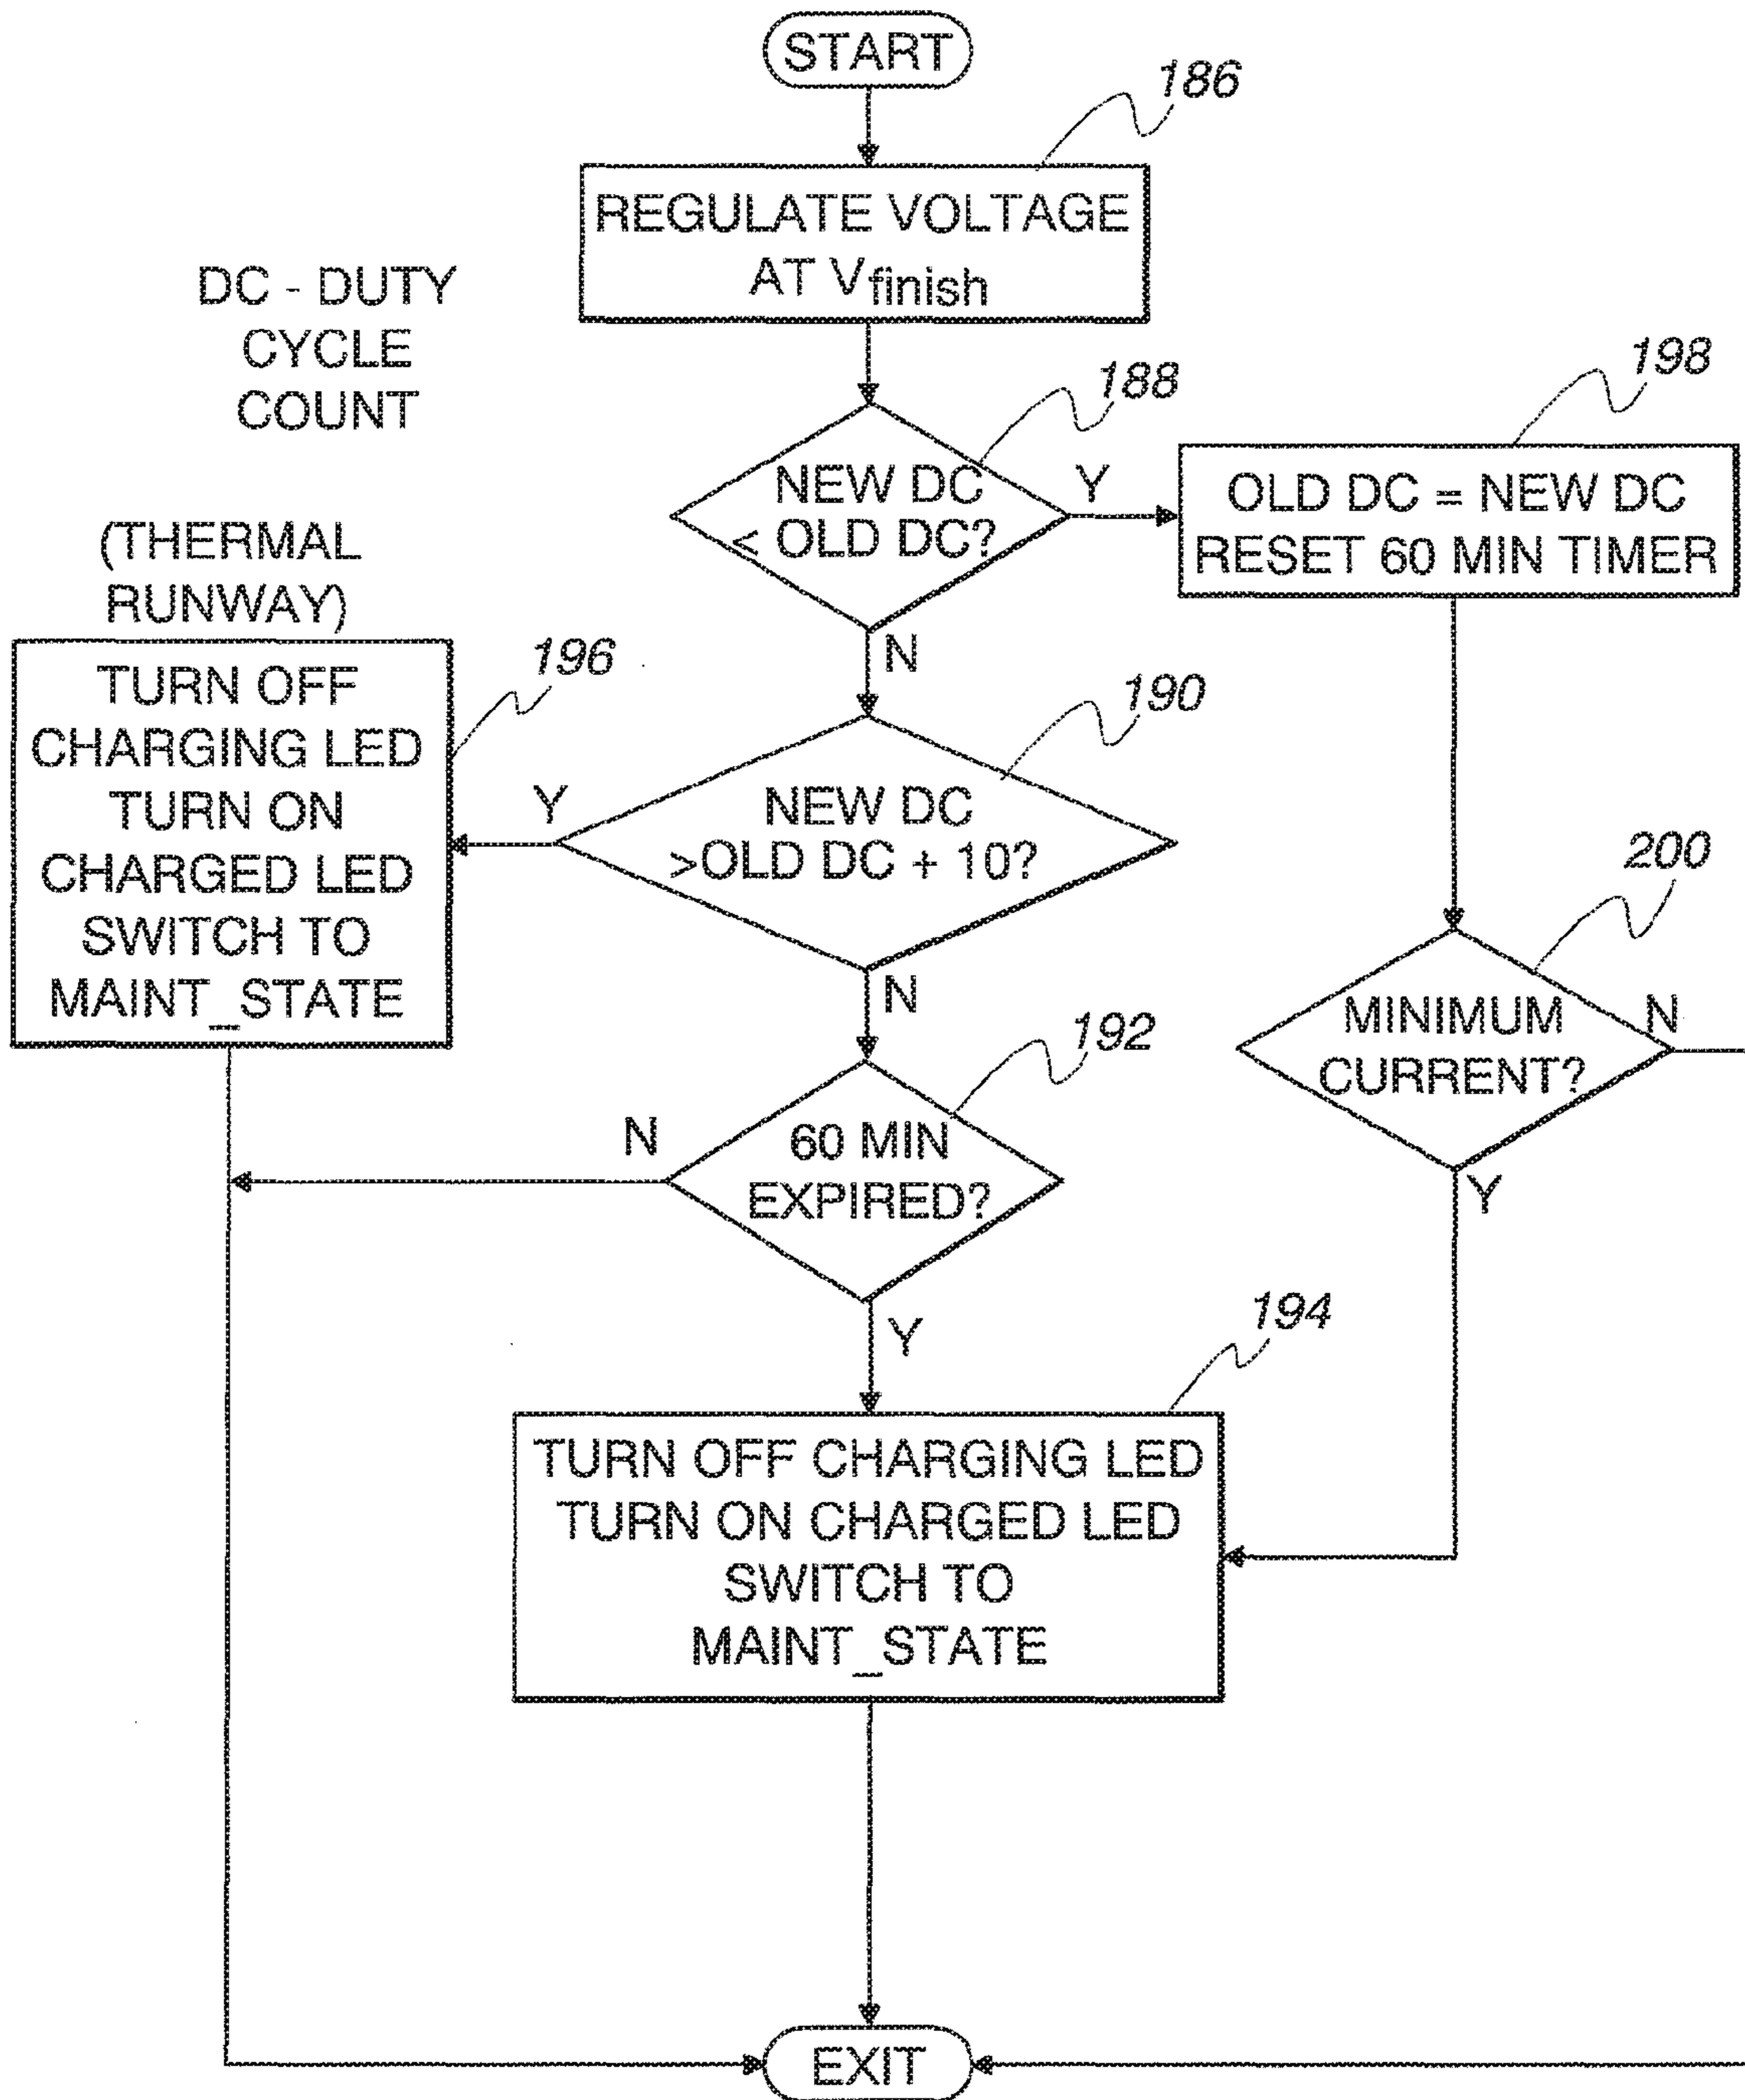 START
186
REGULATE VOLTAGE
AT Vfinish
DC - DUTY
CYCLE
COUNT
188
NEW DC
< OLD DC?
Y
N
198
OLD DC = NEW DC
RESET 60 MIN TIMER
(THERMAL
RUNWAY)
196
TURN OFF
CHARGING LED
TURN ON
CHARGED LED
SWITCH TO
MAINT_STATE
190
Y
NEW DC
>OLD DC + 10?
N
200
MINIMUM
CURRENT?
N
Y
192
N
60 MIN
EXPIRED?
Y
194
TURN OFF CHARGING LED
TURN ON CHARGED LED
SWITCH TO
MAINT_STATE
EXIT